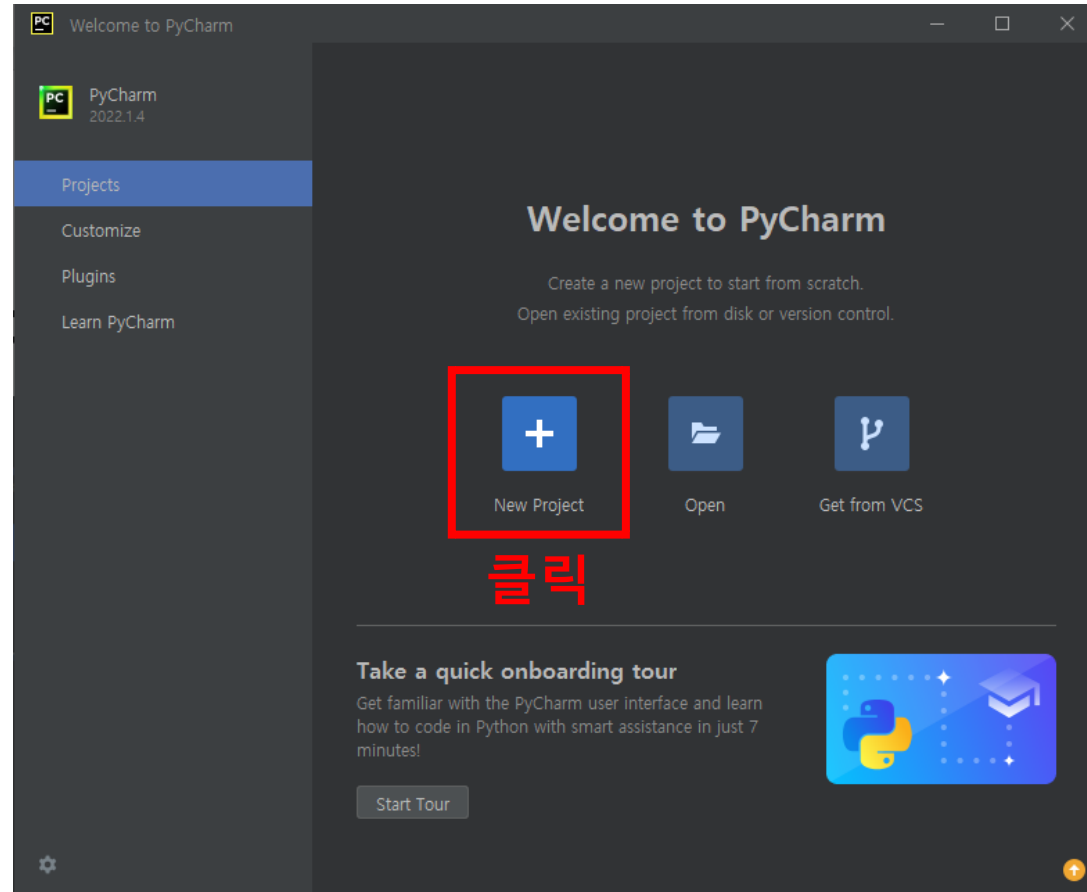 PC Welcome to PyCharm
PC PyCharm
2022.1.4
Projects
Customize
Plugins
Learn PyCharm
Welcome to PyCharm
Create a new project to start from scratch.
Open existing project from disk or version control.
New Project Open Get from VCS
클릭
Take a quick onboarding tour
Get familiar with the PyCharm user interface and learn
how to code in Python with smart assistance in just 7
minutes!
Start Tour